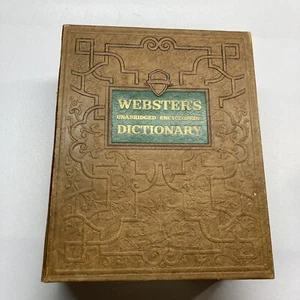 WEBSTER'S
UNABRIDGED ENCYCLOPEDIC
DICTIONARY